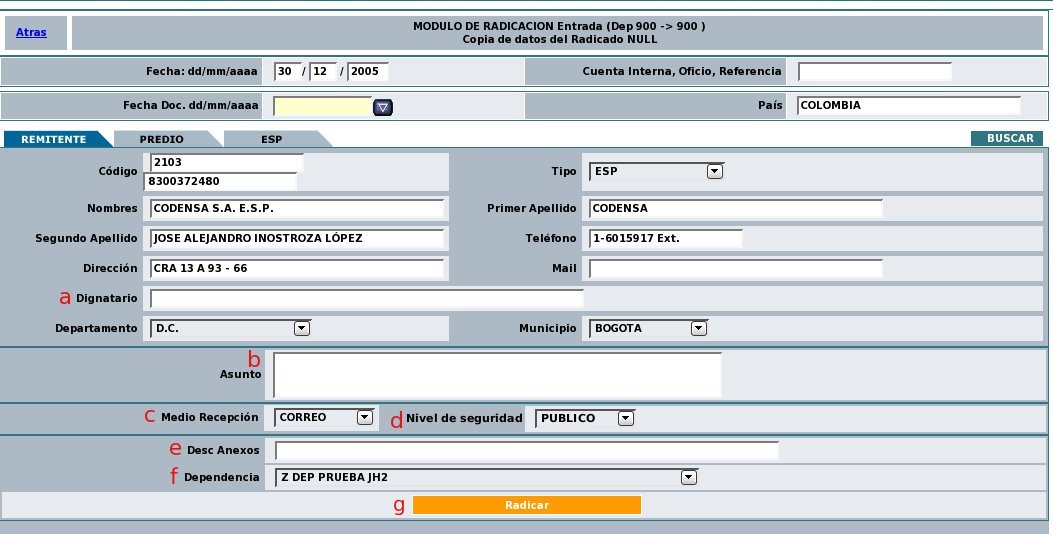 Atras
MODULO DE RADICACION Entrada (Dep 900 -> 900 )
Copia de datos del Radicado NULL
Fecha: dd/mm/aaaa 30 / 12 / 2005 Cuenta Interna, Oficio, Referencia
Fecha Doc. dd/mm/aaaa País COLOMBIA
REMITENTE PREDIO ESP BUSCAR
Código 2103 Tipo ESP
8300372480
Nombres CODENSA S.A. E.S.P. Primer Apellido CODENSA
Segundo Apellido JOSE ALEJANDRO INOSTROZA LÓPEZ Teléfono 1-6015917 Ext.
Dirección CRA 13 A 93 - 66 Mail
a Dignatario
Departamento D.C. Municipio BOGOTA
b
Asunto
c Medio Recepción CORREO d Nivel de seguridad PUBLICO
e Desc Anexos
f Dependencia Z DEP PRUEBA JH2
g Radicar